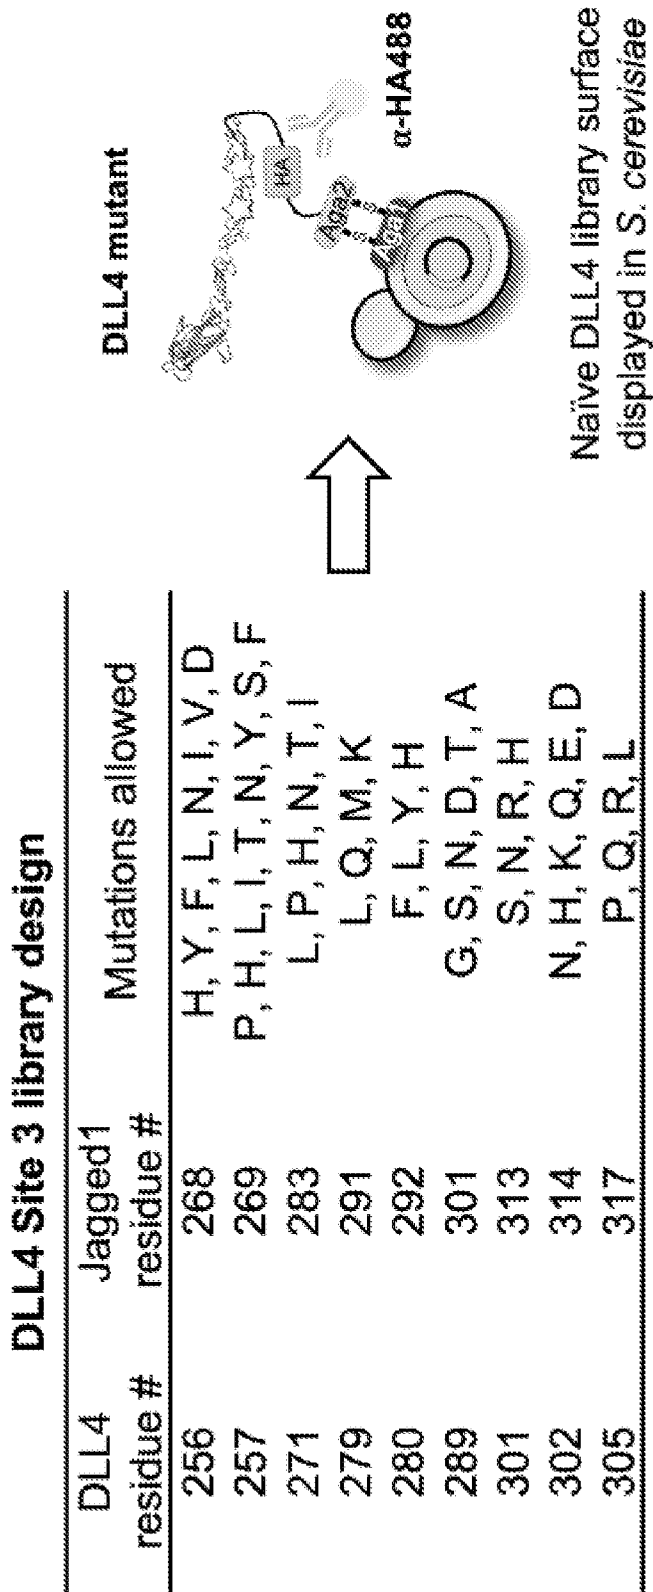 DLL4 Site 3 library design
DLL4 Jagged1
residue # residue # Mutations allowed
256 268 H, Y, F, L, N, I, V, D
257 269 P, H, L, I, T, N, Y, S, F
271 283 L, P, H, N, T, I
279 291 L, Q, M, K
280 292 F, L, Y, H
289 301 G, S, N, D, T, A
301 313 S, N, R, H
302 314 N, H, K, Q, E, D
305 317 P, Q, R, L
DLL4 mutant
HA
α-HA488
Aga2
S S
S S
Aga1
Naïve DLL4 library surface
displayed in S. cerevisiae